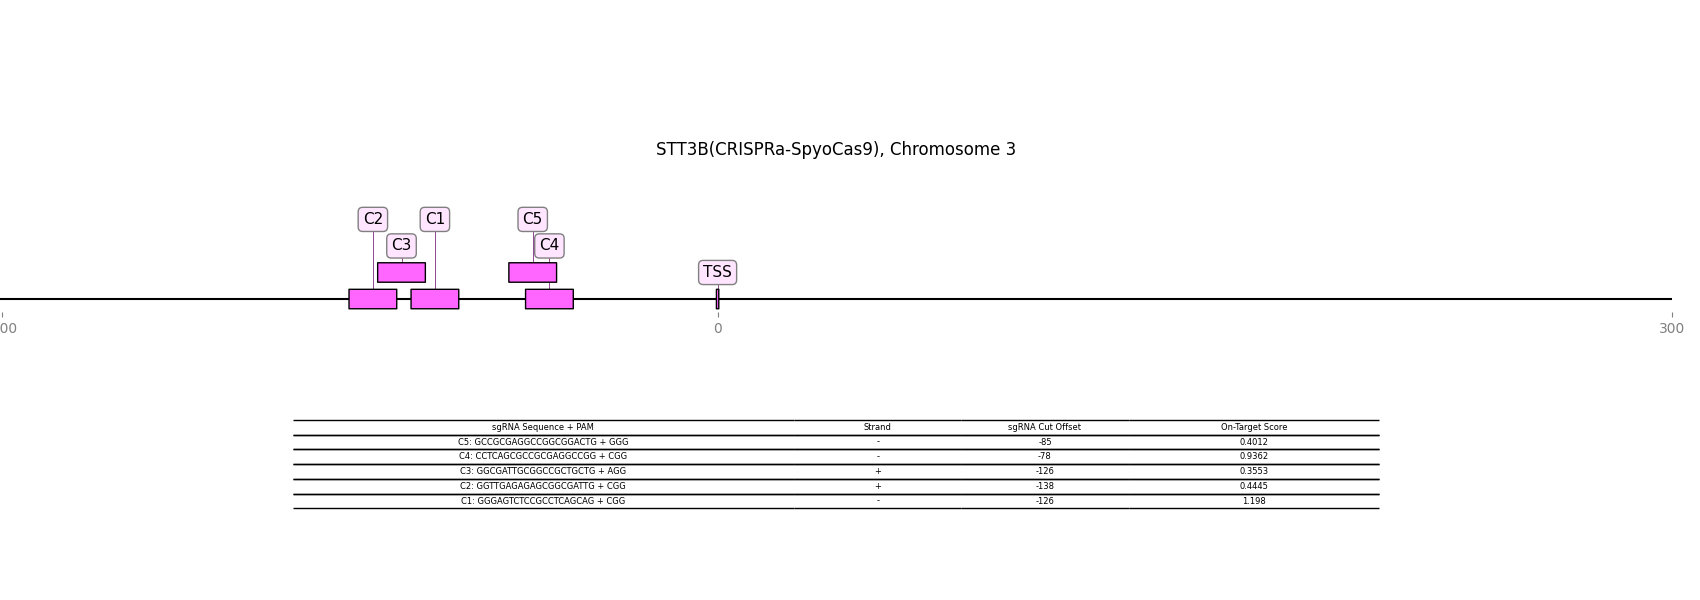 STT3B(CRISPRa-SpyoCas9), Chromosome 3
C2 C1 C5
C3 C4
TSS
00 0 300
sgRNA Sequence + PAM Strand sgRNA Cut Offset On-Target Score
C5: GCCGCGAGGCCGGCGGACTG + GGG - -85 0.4012
C4: CCTCAGCGCCGCGAGGCCGG + CGG - -78 0.9362
C3: GGCGATTGCGGCCGCTGCTG + AGG + -126 0.3553
C2: GGTTGAGAGAGCGGCGATTG + CGG + -138 0.4445
C1: GGGAGTCTCCGCCTCAGCAG + CGG - -126 1.198